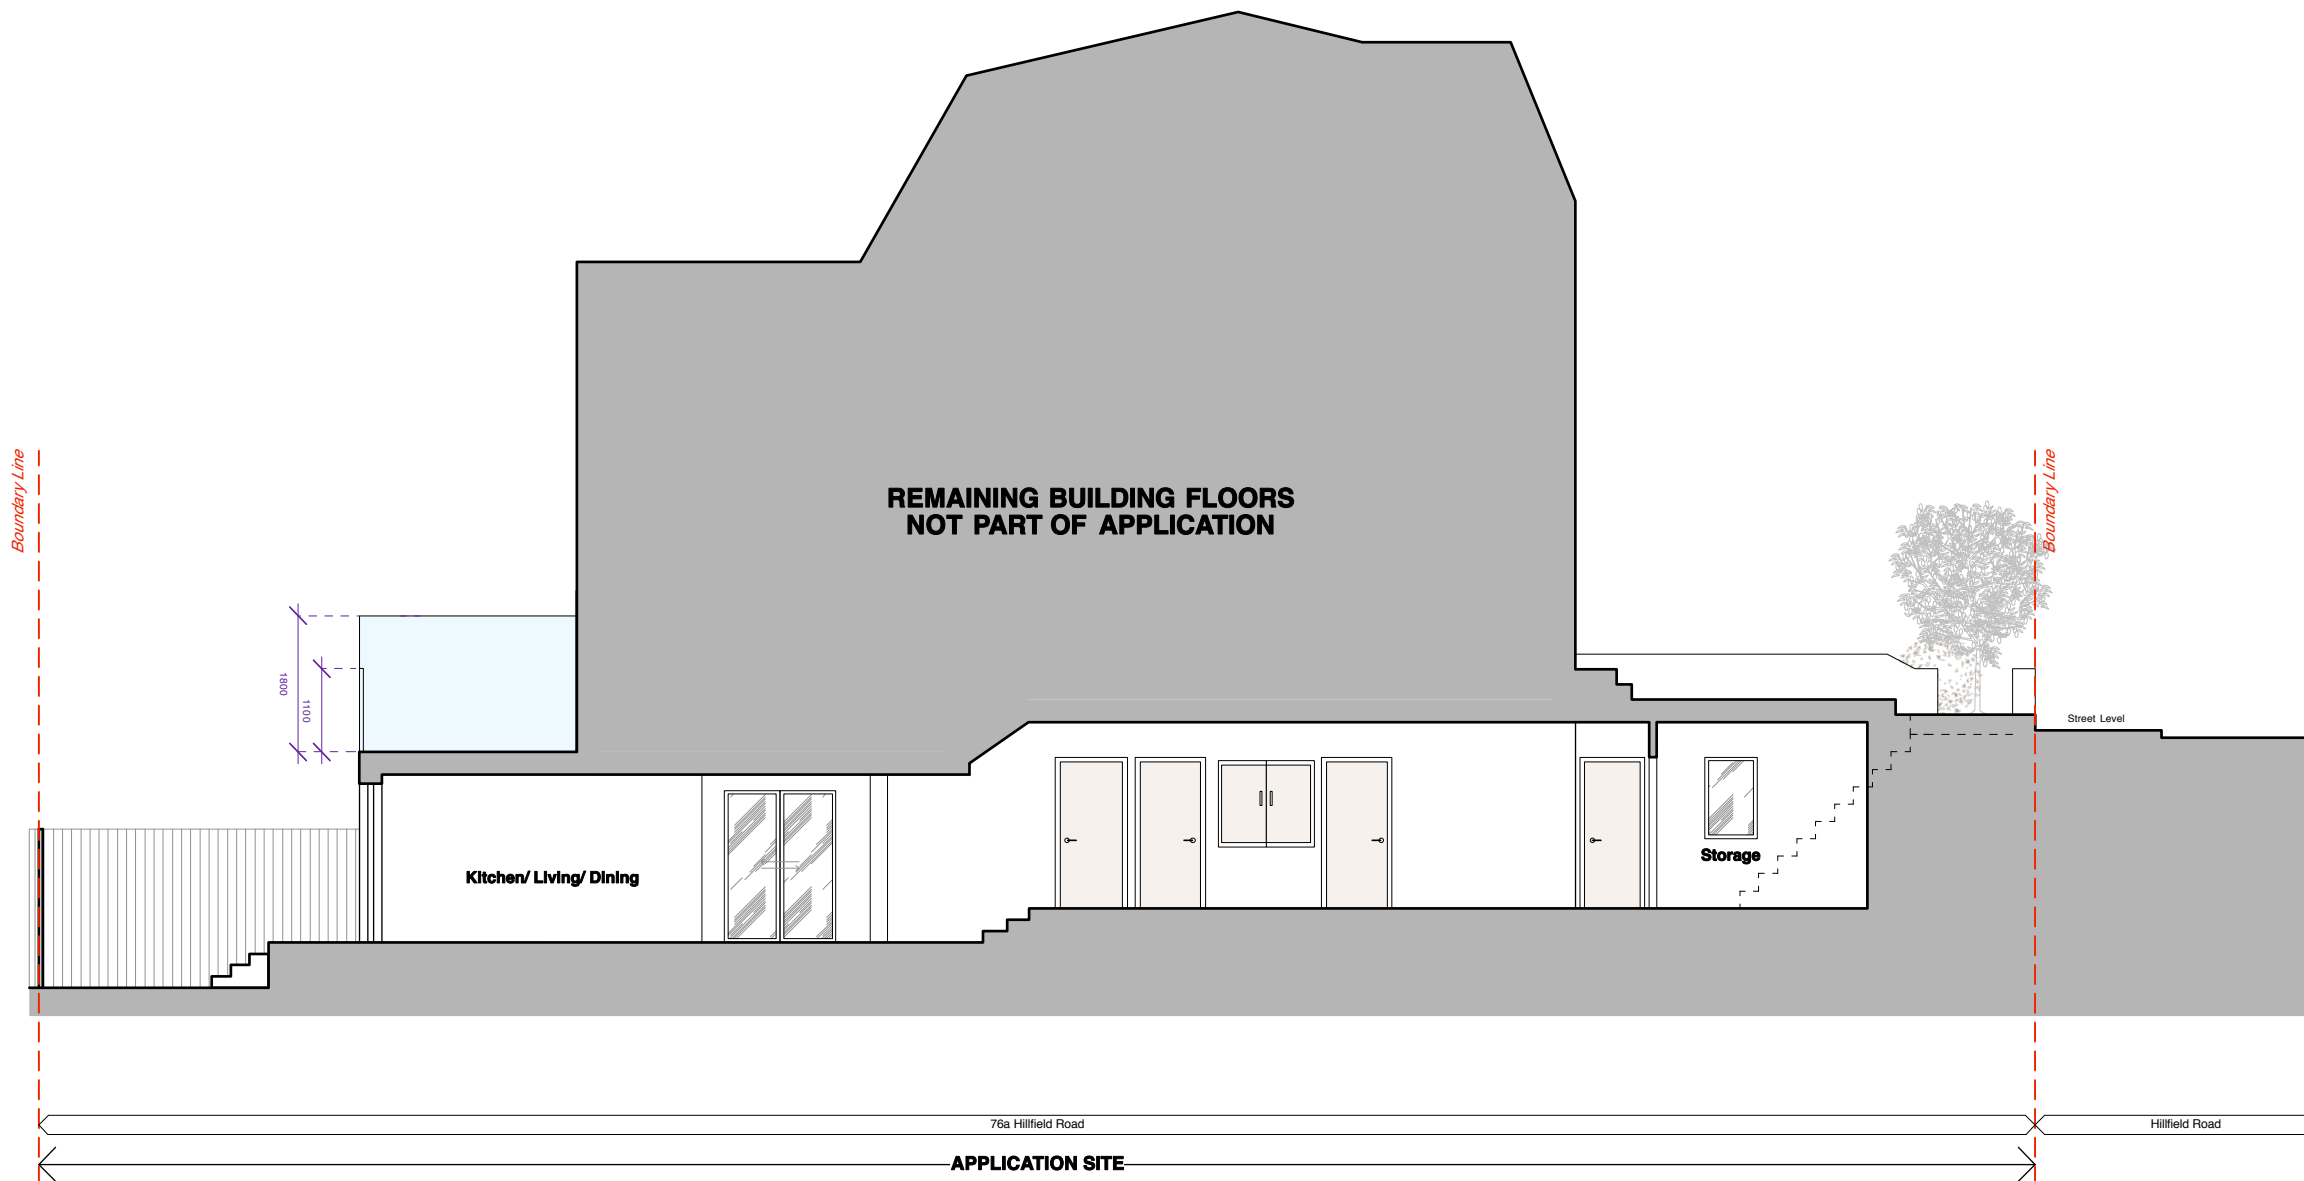 REMAINING BUILDING FLOORS
NOT PART OF APPLICATION
Boundary Line
Boundary Line
1800
1100
Street Level
Kitchen/ Living/ Dining
Storage
76a Hillfield Road
Hillfield Road
APPLICATION SITE